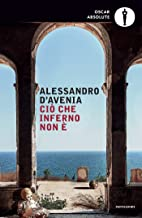 OSCAR
ABSOLUTE
ALESSANDRO
D'AVENIA
CIÒ CHE
INFERNO
NON È
MONDADORI